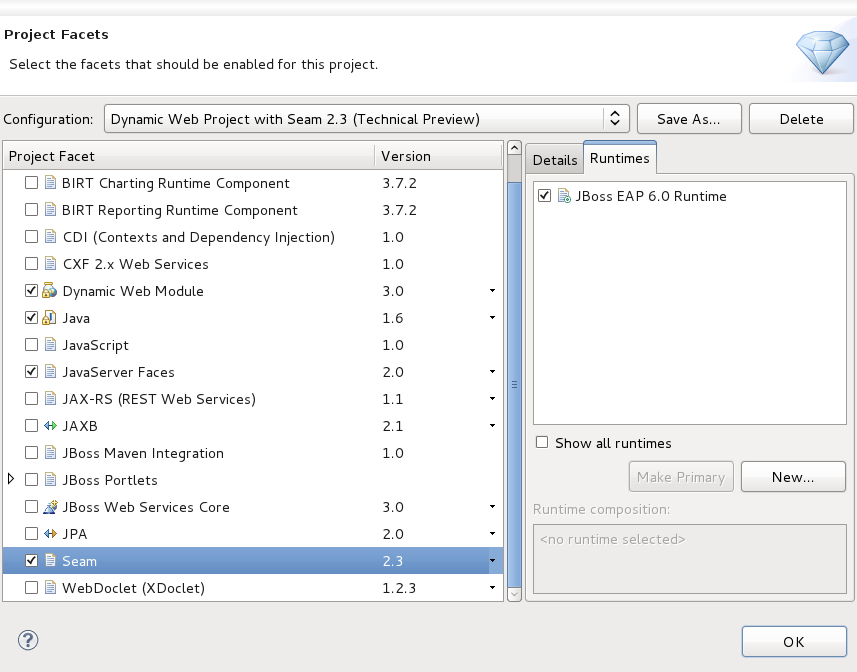 Project Facets
Select the facets that should be enabled for this project.
Configuration: Dynamic Web Project with Seam 2.3 (Technical Preview) Save As... Delete
Project Facet Version
BIRT Charting Runtime Component 3.7.2
BIRT Reporting Runtime Component 3.7.2
CDI (Contexts and Dependency Injection) 1.0
CXF 2.x Web Services 1.0
Dynamic Web Module 3.0
Java 1.6
JavaScript 1.0
JavaServer Faces 2.0
JAX-RS (REST Web Services) 1.1
JAXB 2.1
JBoss Maven Integration 1.0
JBoss Portlets
JBoss Web Services Core 3.0
JPA 2.0
Seam 2.3
WebDoclet (XDoclet) 1.2.3
Details Runtimes
JBoss EAP 6.0 Runtime
Show all runtimes
Make Primary New...
Runtime composition:
<no runtime selected>
?
OK